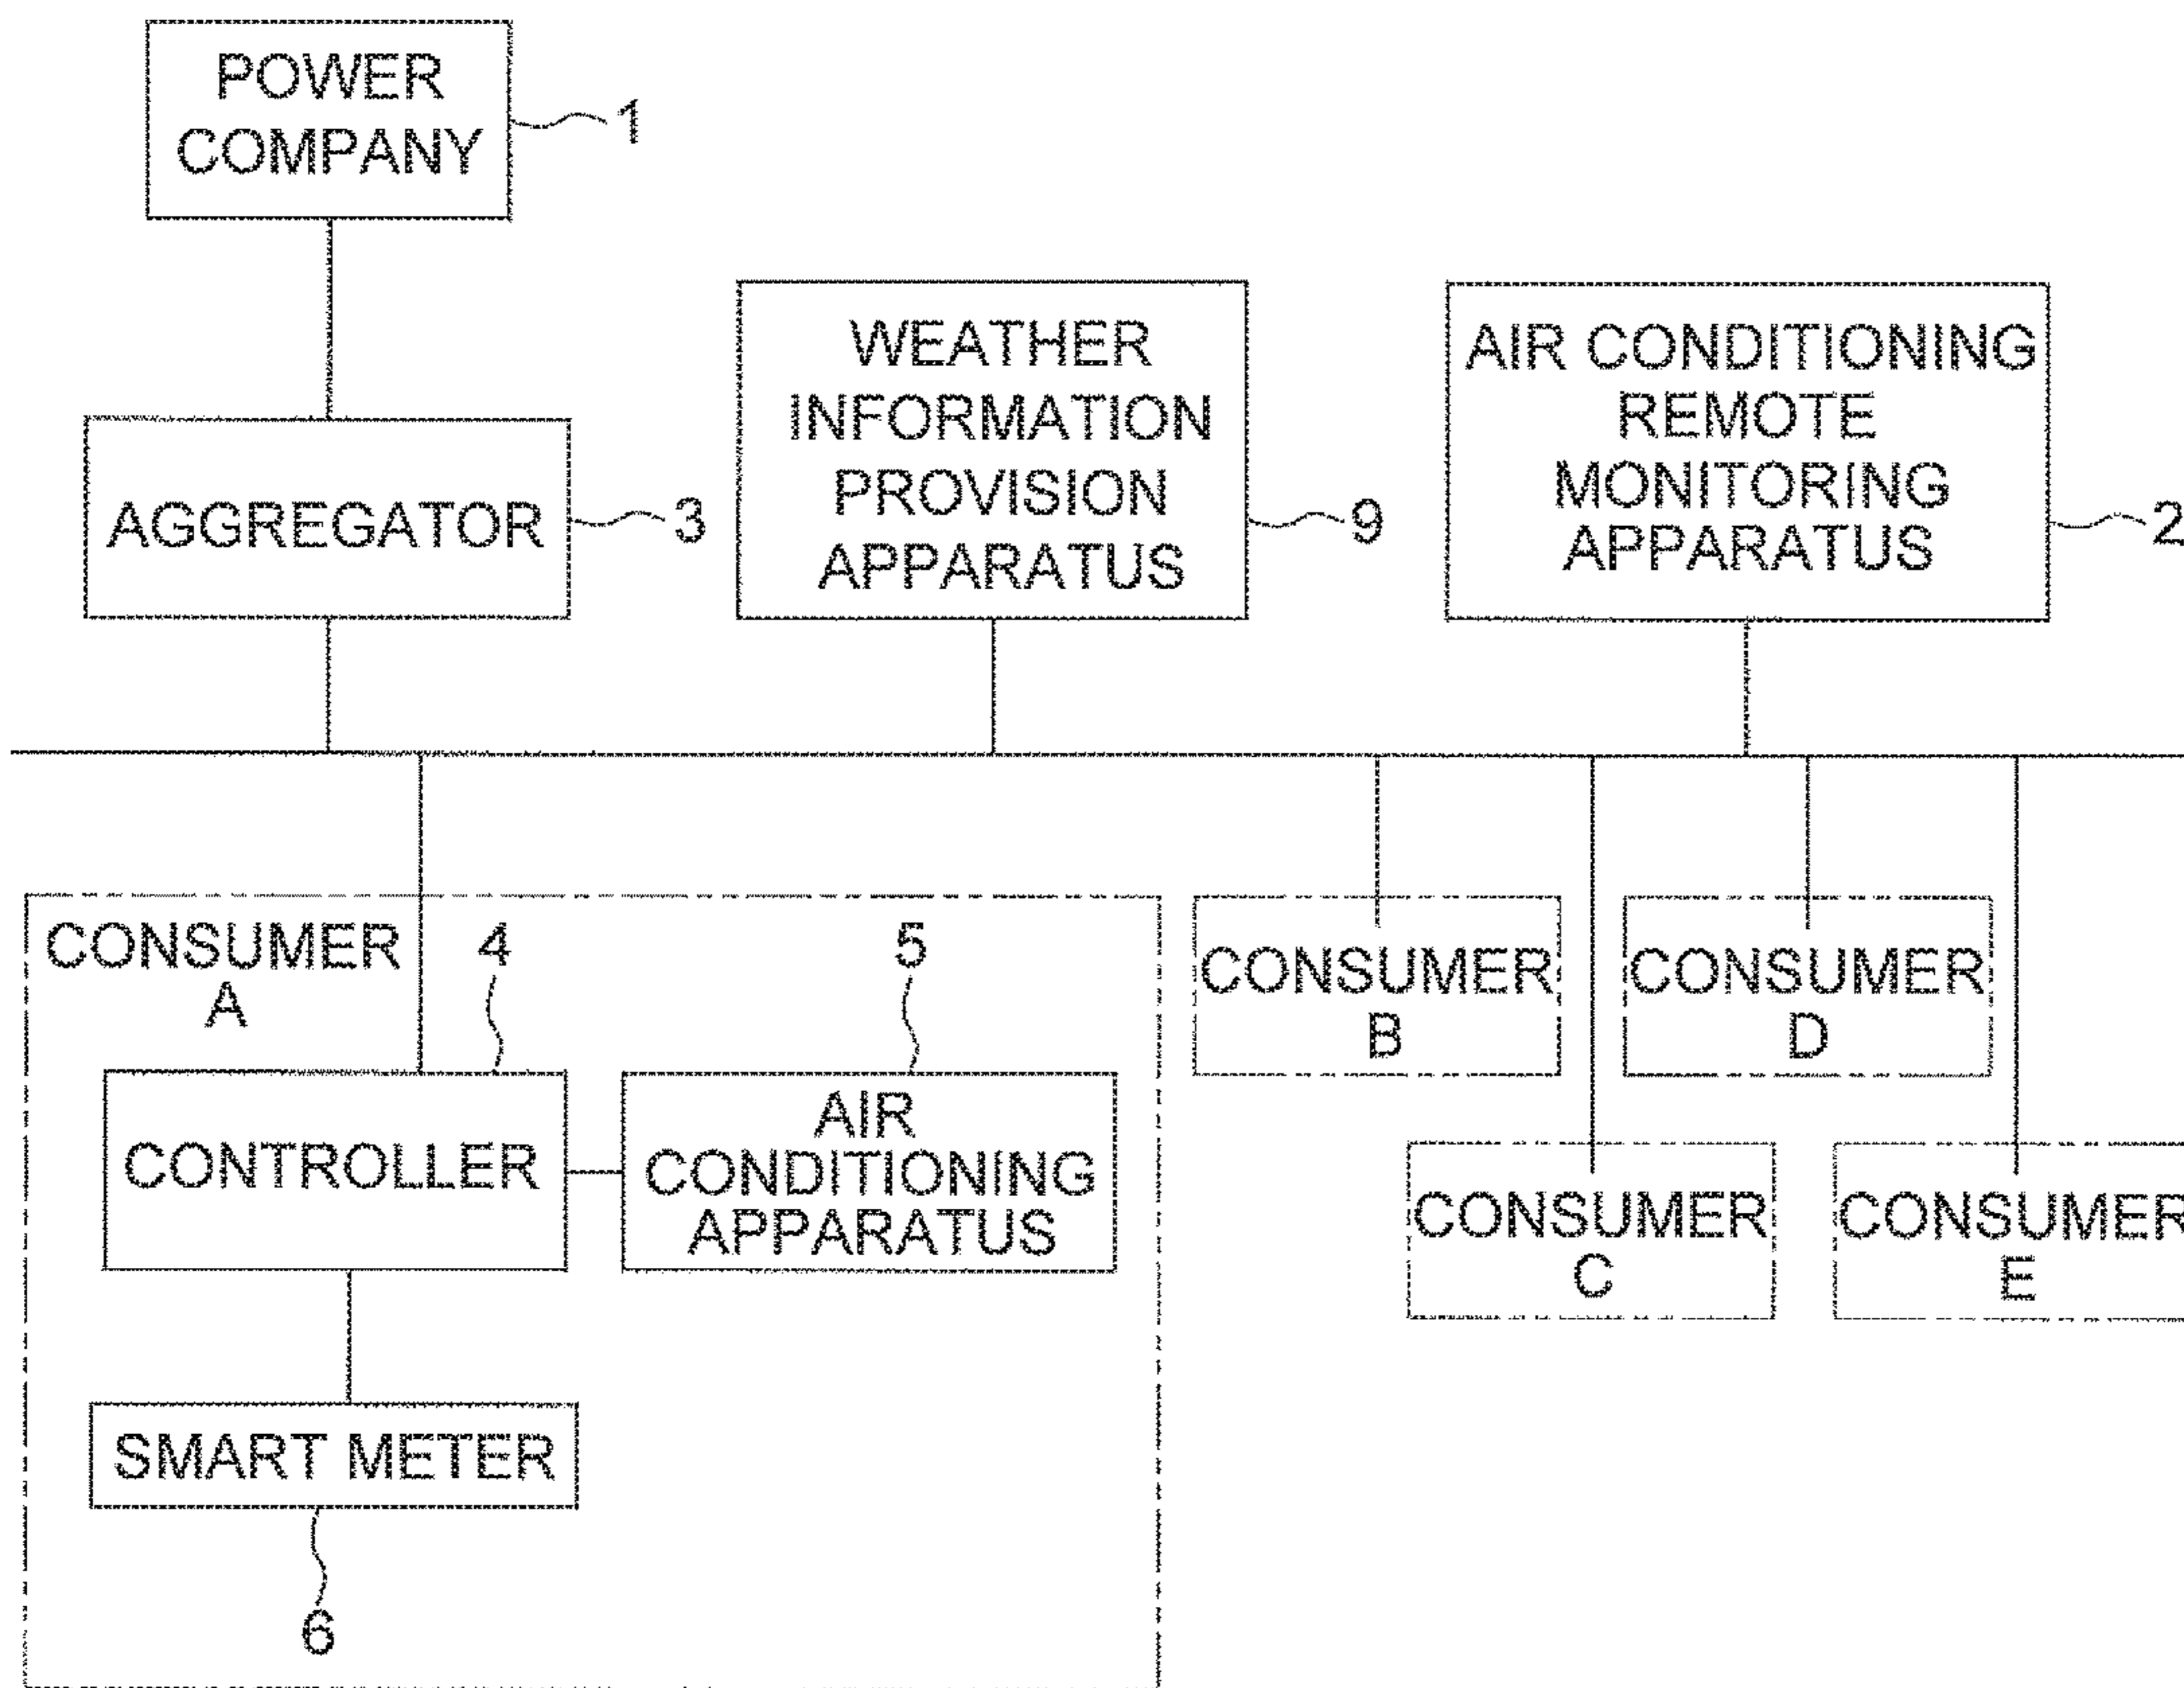 POWER
COMPANY
1
AGGREGATOR
3
WEATHER
INFORMATION
PROVISION
APPARATUS
9
AIR CONDITIONING
REMOTE
MONITORING
APPARATUS
2
CONSUMER
A
4
5
CONTROLLER
AIR
CONDITIONING
APPARATUS
SMART METER
6
CONSUMER
B
CONSUMER
D
CONSUMER
C
CONSUMER
E